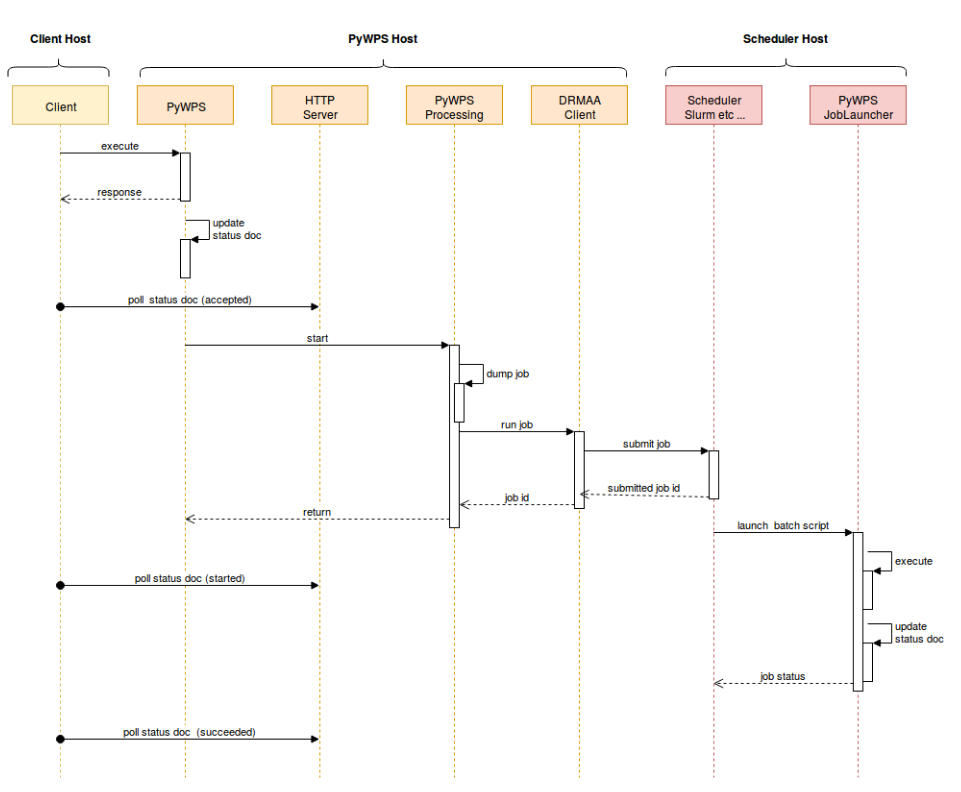 Client Host
PyWPS Host
Scheduler Host
Client
PyWPS
HTTP
Server
PyWPS
Processing
DRMAA
Client
Scheduler
Slurm etc ...
PyWPS
JobLauncher
execute
response
update
status doc
poll status doc (accepted)
start
dump job
run job
submit job
submitted job id
job id
return
launch batch script
execute
poll status doc (started)
update
status doc
job status
poll status doc (succeeded)